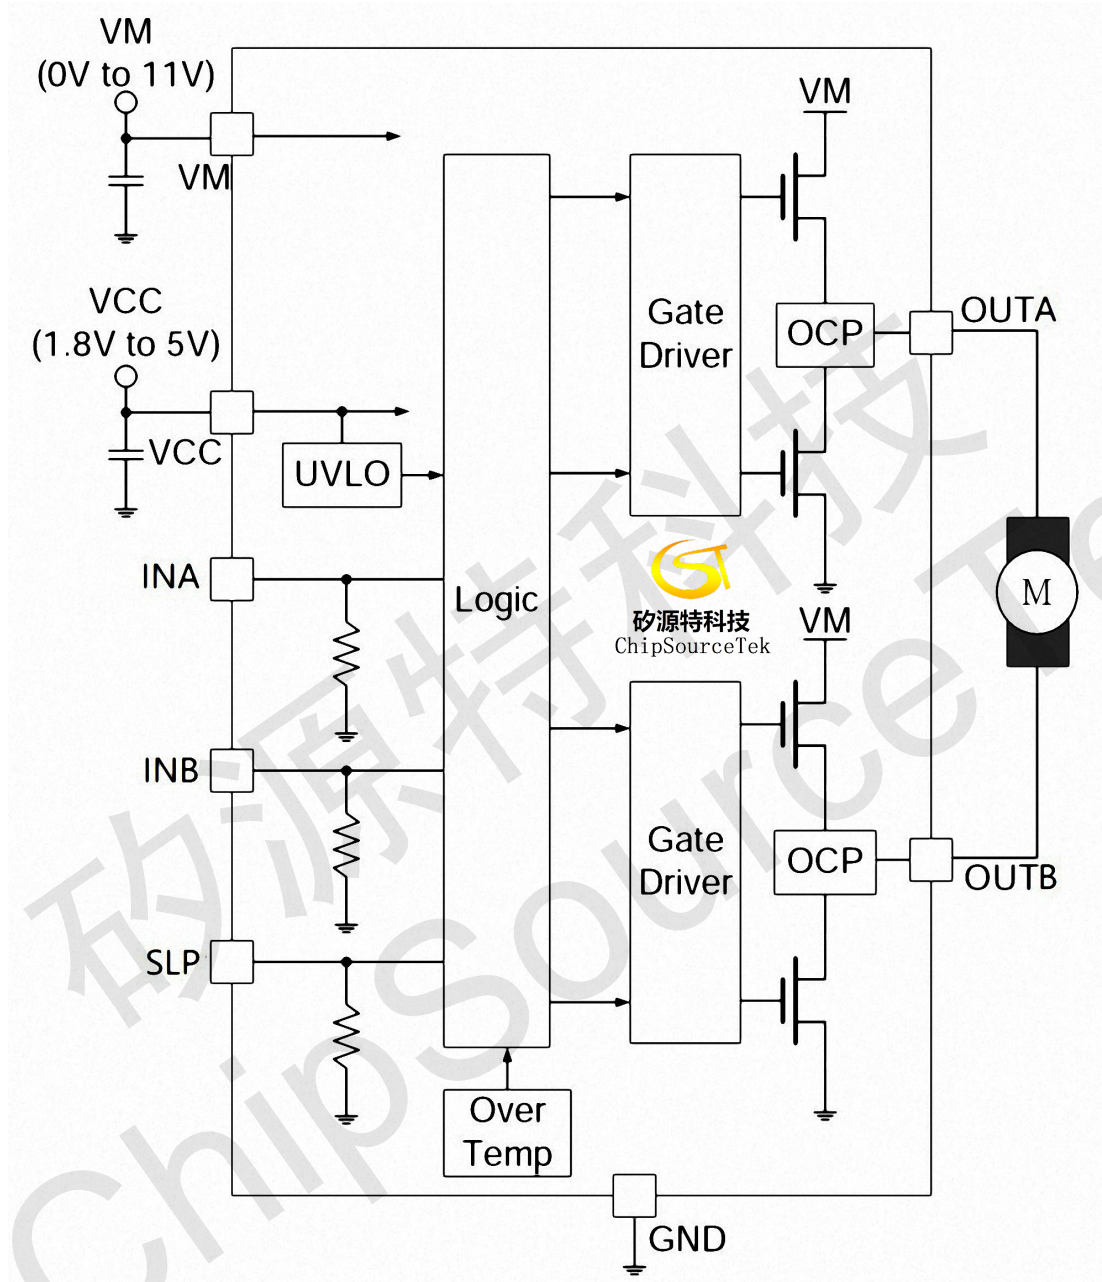 VM
(0V to 11V)
VM
VCC
(1.8V to 5V)
VCC
UVLO
INA
INB
SLP
Logic
Over
Temp
Gate
Driver
VM
OCP
OUTA
矽源特科技
ChipSourceTek
M
VM
Gate
Driver
OCP
OUTB
GND
矽源特科技
ChipSourceTe